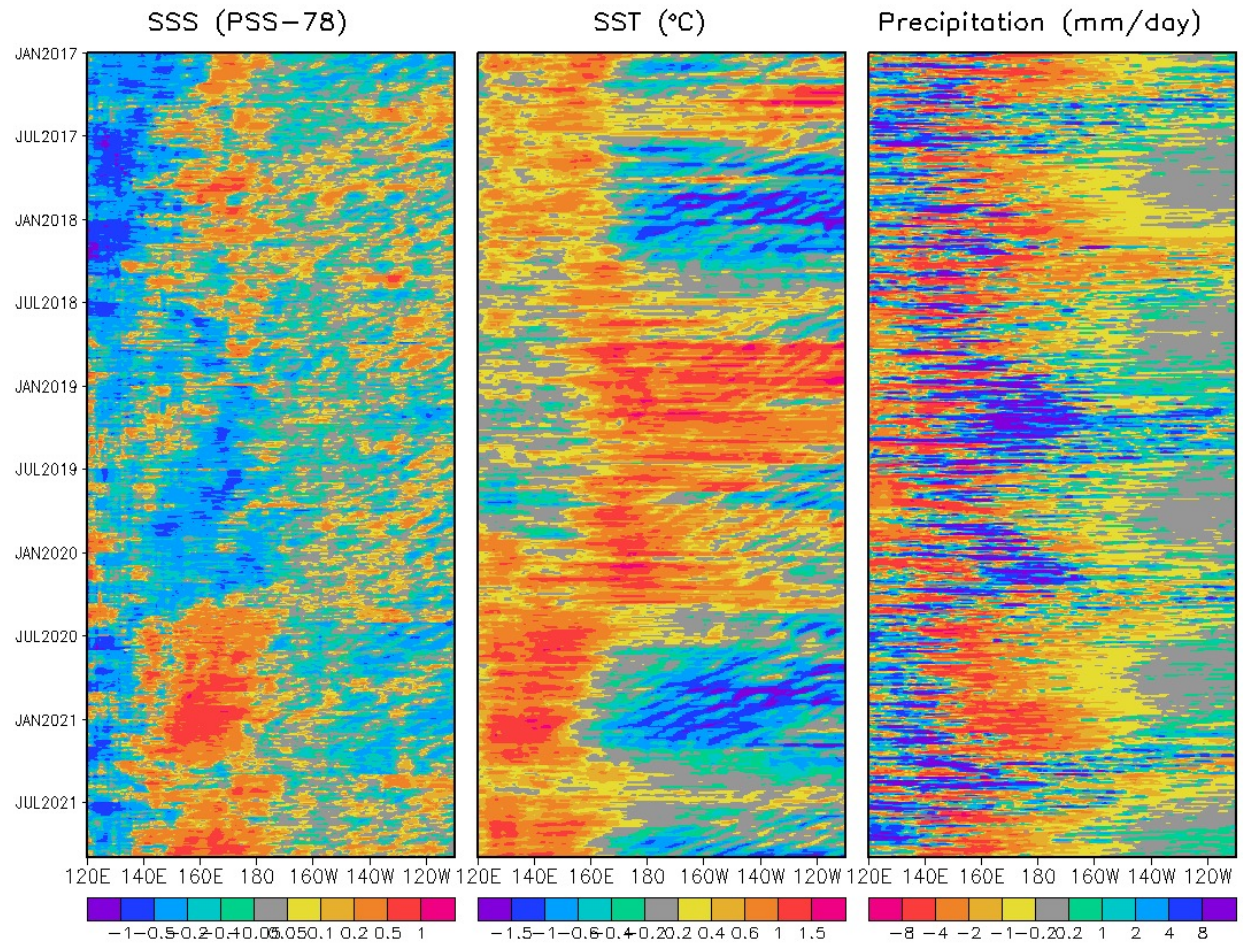 SSS (PSS-78) SST (°C) Precipitation (mm/day)
JAN2017
JUL2017
JAN2018
JUL2018
JAN2019
JUL2019
JAN2020
JUL2020
JAN2021
JUL2021
120E 140E 160E 180 160W 140W 120W 120E 140E 160E 180 160W 140W 120W 120E 140E 160E 180 160W 140W 120W
-1 -0.5 -0.2 -0.1 -0.05 0.05 0.1 0.2 0.5 1 -1.5 -1 -0.6 -0.4 -0.2 0.2 0.4 0.6 1 1.5 -8 -4 -2 -1 -0.2 0.2 1 2 4 8